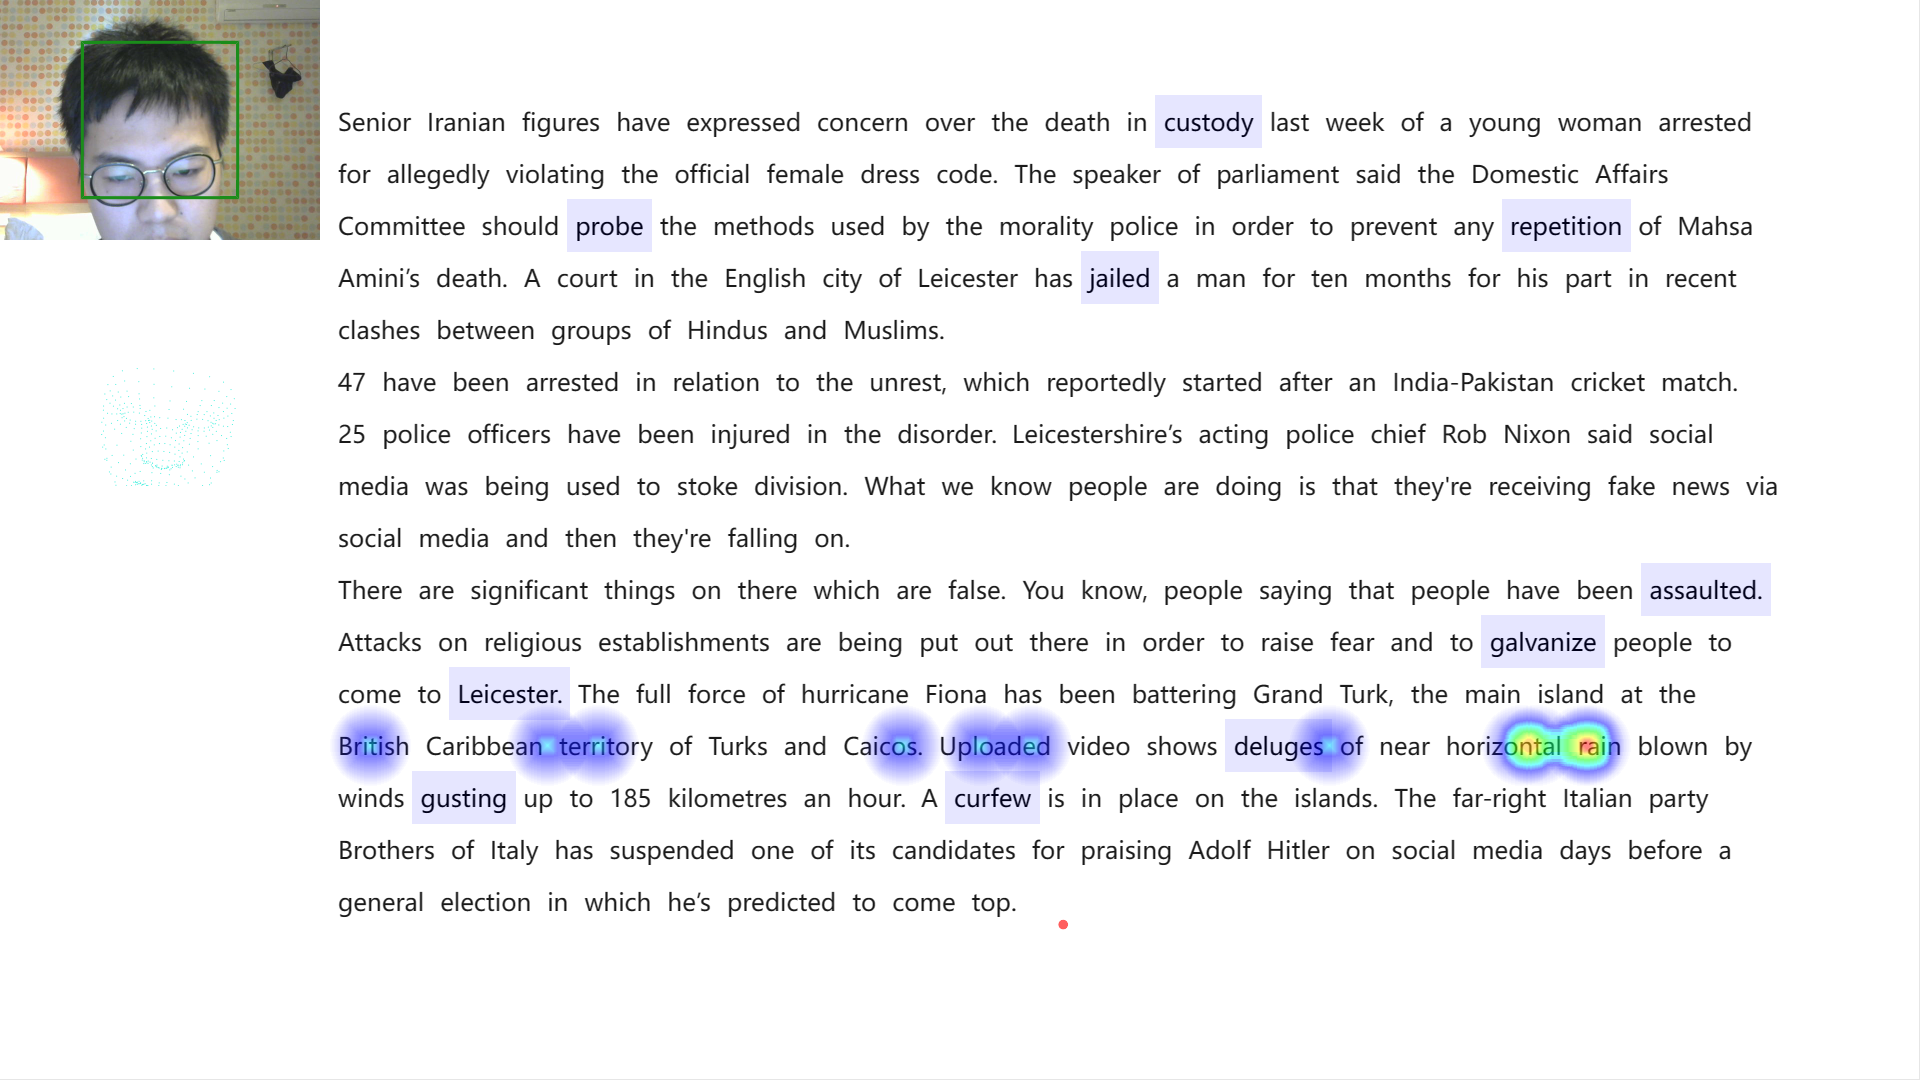 Senior Iranian figures have expressed concern over the death in custody last week of a young woman arrested
for allegedly violating the official female dress code. The speaker of parliament said the Domestic Affairs
Committee should probe the methods used by the morality police in order to prevent any repetition of Mahsa
Amini’s death. A court in the English city of Leicester has jailed a man for ten months for his part in recent
clashes between groups of Hindus and Muslims.
47 have been arrested in relation to the unrest, which reportedly started after an India-Pakistan cricket match.
25 police officers have been injured in the disorder. Leicestershire’s acting police chief Rob Nixon said social
media was being used to stoke division. What we know people are doing is that they're receiving fake news via
social media and then they're falling on.
There are significant things on there which are false. You know, people saying that people have been assaulted.
Attacks on religious establishments are being put out there in order to raise fear and to galvanize people to
come to Leicester. The full force of hurricane Fiona has been battering Grand Turk, the main island at the
British Caribbean territory of Turks and Caicos. Uploaded video shows deluges of near horizontal rain blown by
winds gusting up to 185 kilometres an hour. A curfew is in place on the islands. The far-right Italian party
Brothers of Italy has suspended one of its candidates for praising Adolf Hitler on social media days before a
general election in which he’s predicted to come top.